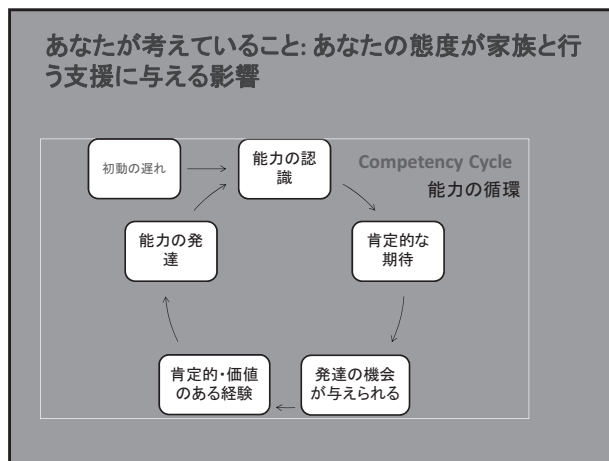 あなたが考えていること: あなたの態度が家族と行
う支援に与える影響
初動の遅れ
能力の認
識
Competency Cycle
能力の循環
能力の発
達
肯定的な
期待
肯定的・価値
のある経験
発達の機会
が与えられる